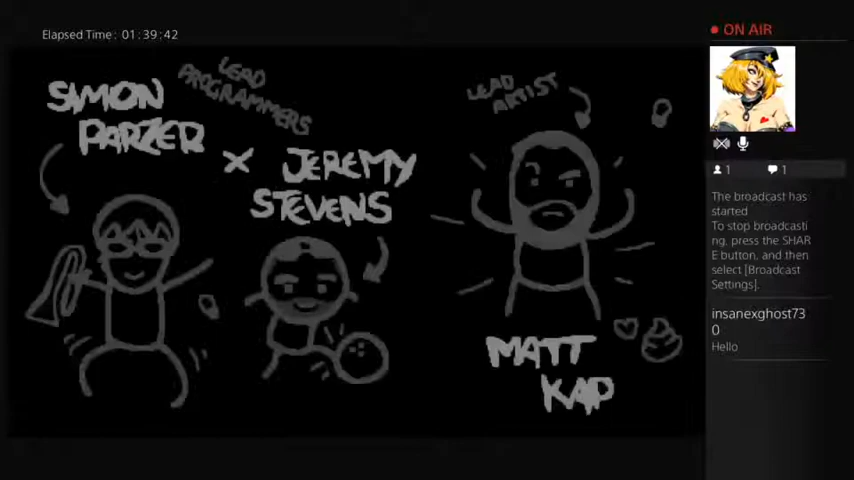 Elapsed Time : 01:39:42
ON AIR
LEAD
PROGRAMMERS
SIMON
PARZER
X JEREMY
STEVENS
LEAD
ARTIST
MATT
KAP
1 1
The broadcast has
started
To stop broadcasti
ng, press the SHAR
E button, and then
select [Broadcast
Settings].
insanexghost73
0
Hello